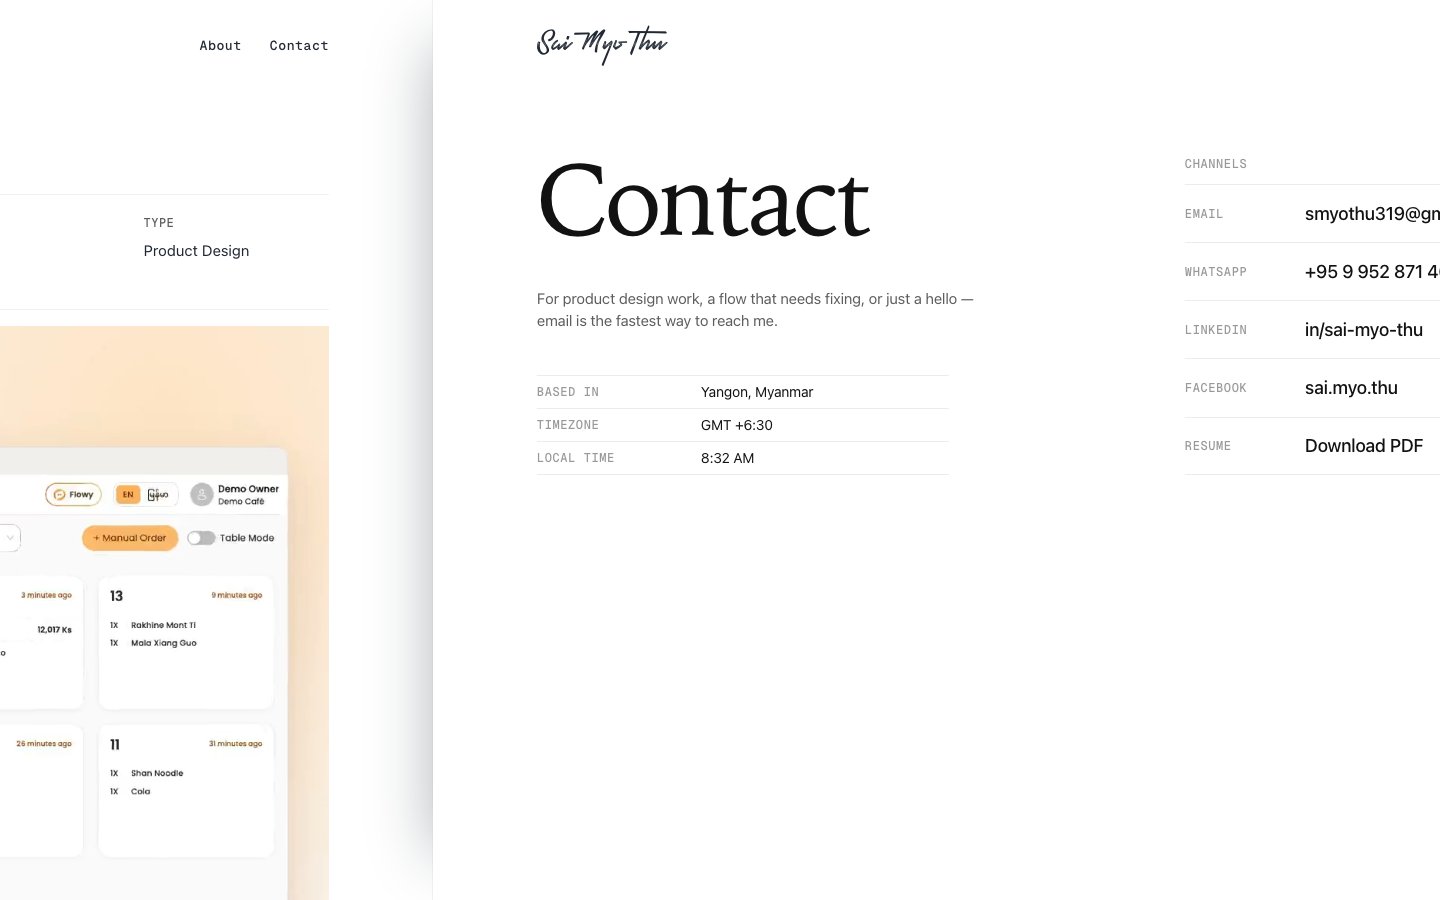 About Contact
TYPE
Product Design
Flowy
EN
မြန်မာ
Demo Owner
Demo Café
+ Manual Order
Table Mode
3 minutes ago
12,017 Ks
o
13
9 minutes ago
1X Rakhine Mont Ti
1X Mala Xiang Guo
26 minutes ago
11
31 minutes ago
1X Shan Noodle
1X Cola
Sai Myo Thu
Contact
For product design work, a flow that needs fixing, or just a hello —
email is the fastest way to reach me.
BASED IN Yangon, Myanmar
TIMEZONE GMT +6:30
LOCAL TIME 8:32 AM
CHANNELS
EMAIL smyothu319@gm
WHATSAPP +95 9 952 871 4
LINKEDIN in/sai-myo-thu
FACEBOOK sai.myo.thu
RESUME Download PDF